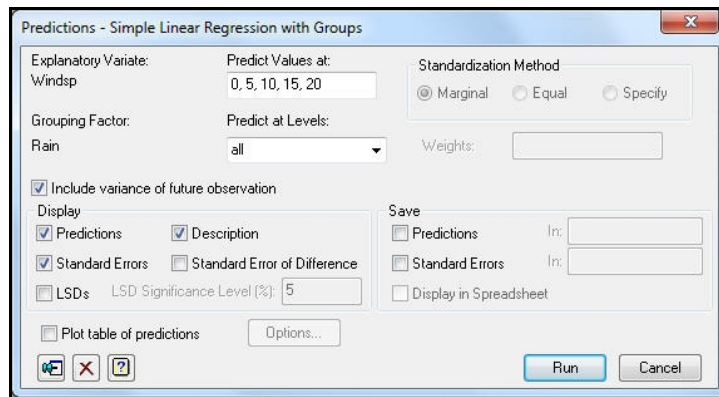 Predictions - Simple Linear Regression with Groups
Explanatory Variate:
Predict Values at:
Windsp
0, 5, 10, 15, 20
Standardization Method
Marginal
Equal
Specify
Grouping Factor:
Predict at Levels:
Rain
all
Weights:
Include variance of future observation
Display
Predictions
Description
Standard Errors
Standard Error of Difference
LSDs
LSD Significance Level (%): 5
Save
Predictions
In:
Standard Errors
In:
Display in Spreadsheet
Plot table of predictions
Options...
Run
Cancel